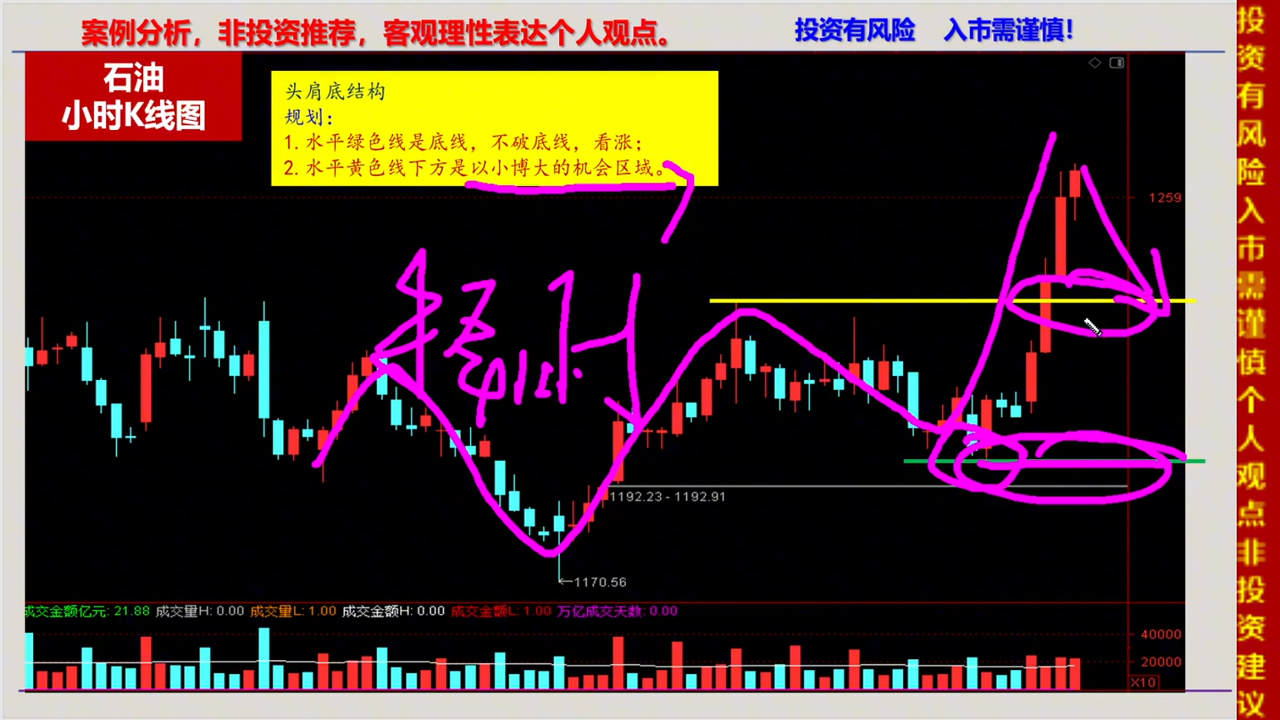 案例分析，非投资推荐，客观理性表达个人观点。
投资有风险 入市需谨慎！
石油
小时K线图
头肩底结构
规划：
1. 水平绿色线是底线，不破底线，看涨；
2. 水平黄色线下方是以小博大的机会区域。
1259
1192.23 - 1192.91
1170.56
成交金额亿元: 21.88 成交量H: 0.00 成交量L: 1.00 成交金额H: 0.00 成交金额L: 1.00 万亿成交天数: 0.00
40000
20000
X10
投资有风险入市需谨慎个人观点非投资建议